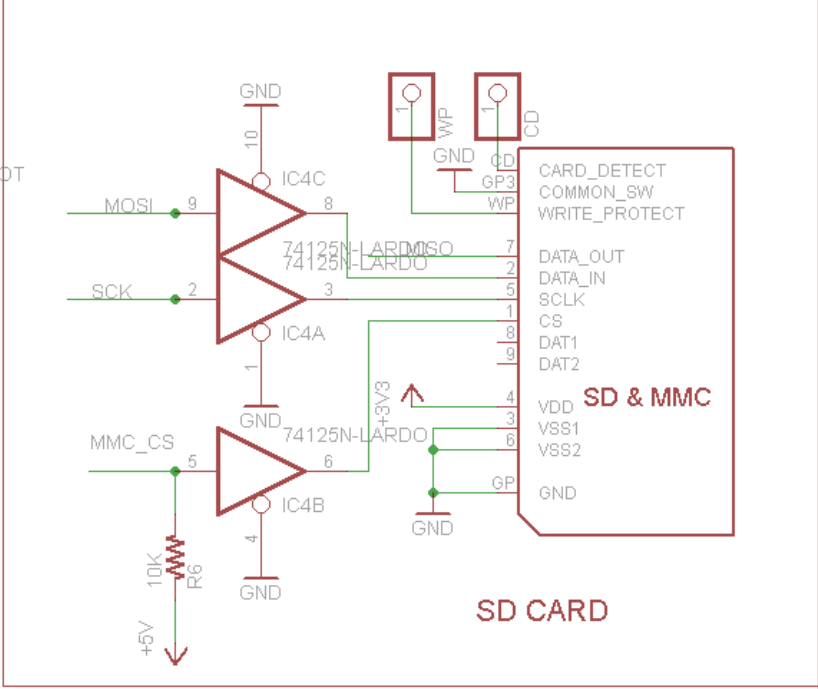 GND
10
IC4C
MOSI
9
8
74125N-LARDO
MISO
74125N-LARDO
SCK
2
3
IC4A
1
GND
MMC_CS
5
6
74125N-LARDO
IC4B
4
GND
10K
R6
+5V
OT
1
WP
1
CD
GND
CD
CARD_DETECT
GP3
COMMON_SW
WP
WRITE_PROTECT
7
DATA_OUT
2
DATA_IN
5
SCLK
1
CS
8
DAT1
9
DAT2
SD & MMC
+3V3
4
VDD
3
VSS1
6
VSS2
GP
GND
GND
SD CARD